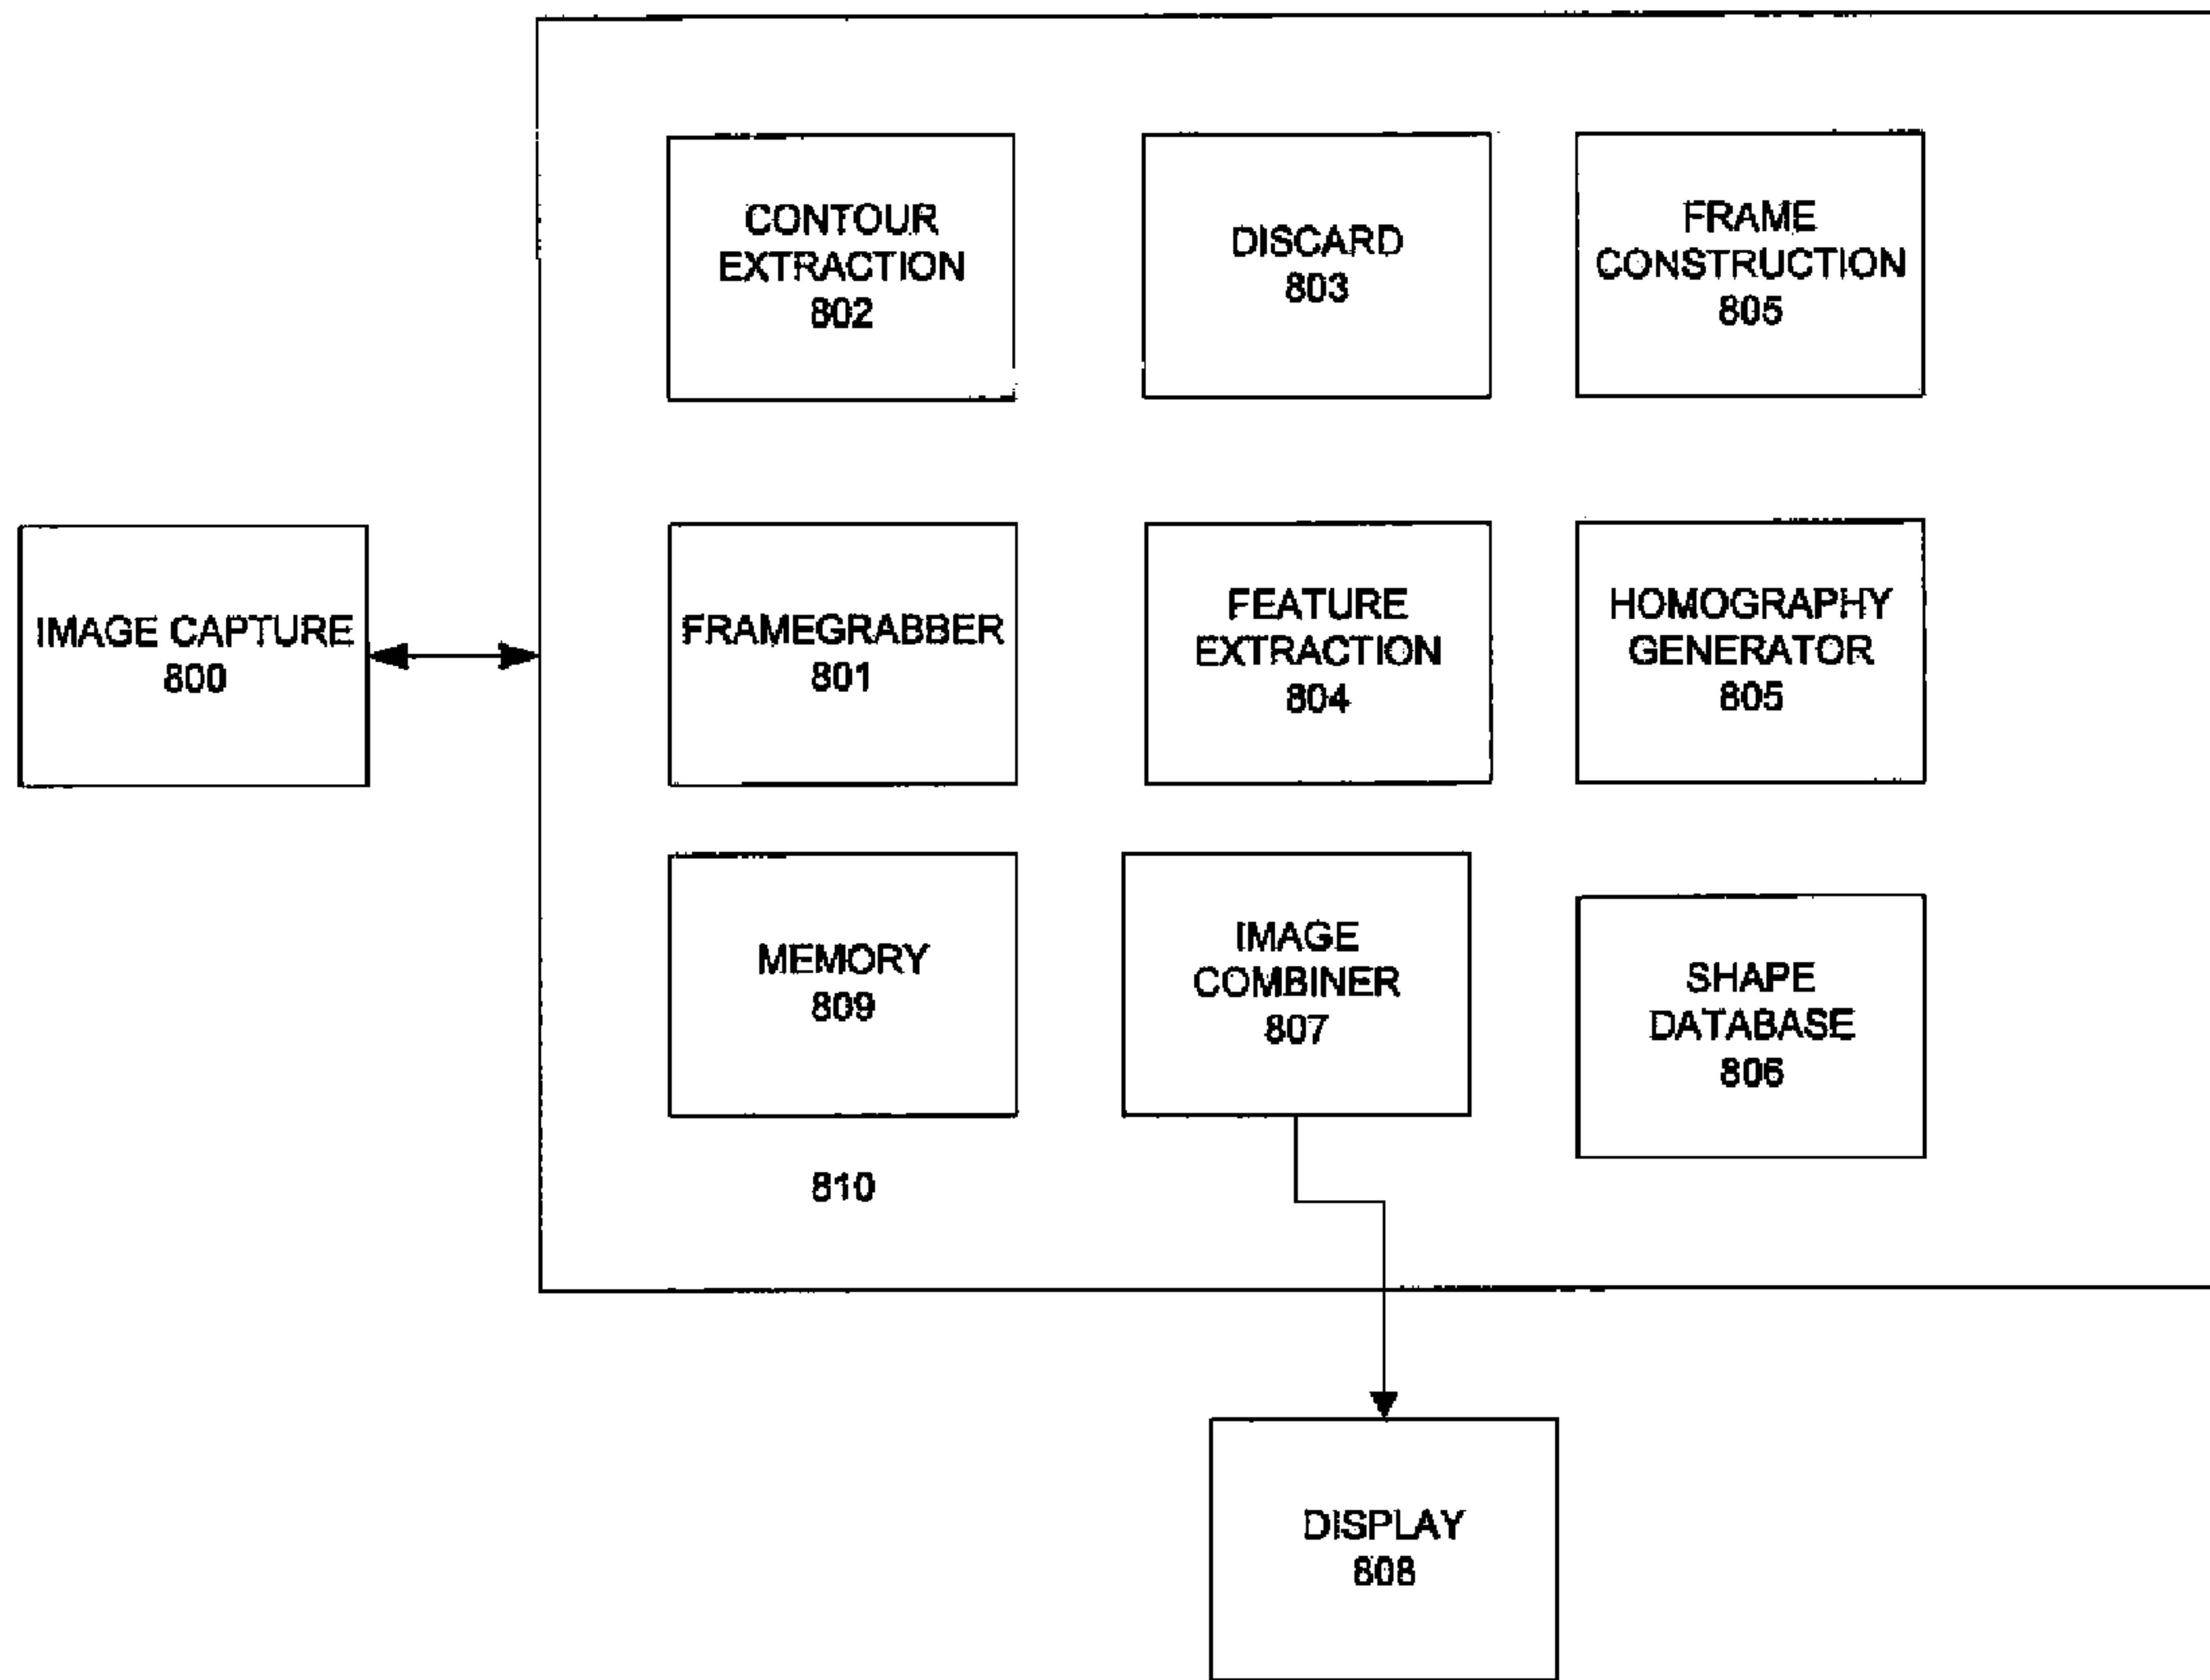 CONTOUR
EXTRACTION
802
DISCARD
803
FRAME
CONSTRUCTION
805
IMAGE CAPTURE
800
FRAMEGRABBER
801
FEATURE
EXTRACTION
804
HOMOGRAPHY
GENERATOR
805
MEMORY
809
IMAGE
COMBINER
807
SHAPE
DATABASE
806
810
DISPLAY
808